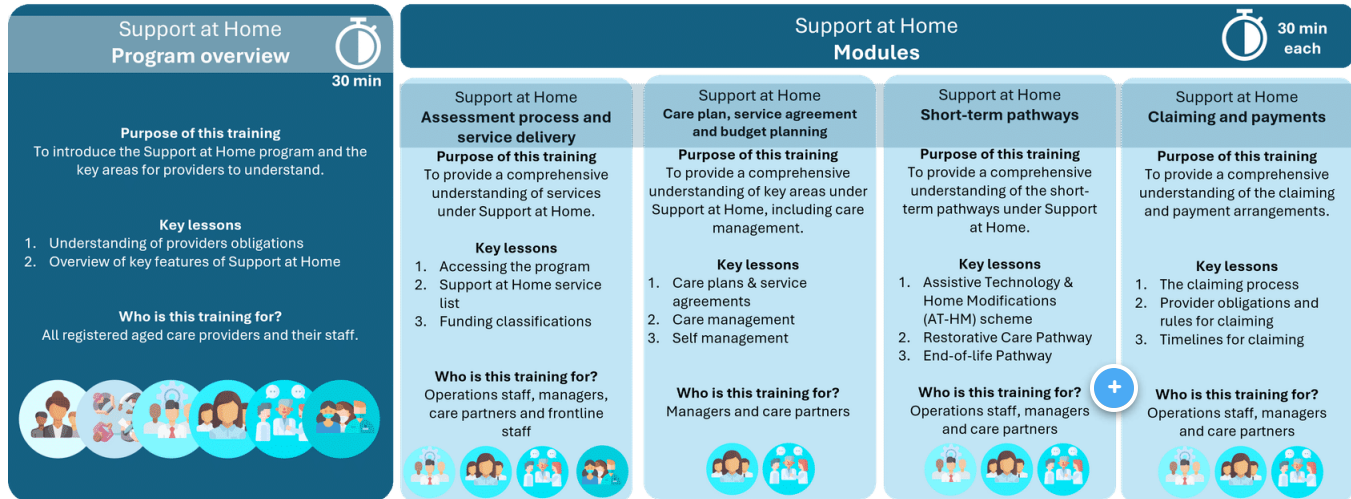 Support at Home
Program overview
30 min
Purpose of this training
To introduce the Support at Home program and the
key areas for providers to understand.
Key lessons
1. Understanding of providers obligations
2. Overview of key features of Support at Home
Who is this training for?
All registered aged care providers and their staff.
Support at Home
Modules
30 min
each
Support at Home
Assessment process and
service delivery
Purpose of this training
To provide a comprehensive
understanding of services
under Support at Home.
Key lessons
1. Accessing the program
2. Support at Home service
list
3. Funding classifications
Who is this training for?
Operations staff, managers,
care partners and frontline
staff
Support at Home
Care plan, service agreement
and budget planning
Purpose of this training
To provide a comprehensive
understanding of key areas under
Support at Home, including care
management.
Key lessons
1. Care plans & service
agreements
2. Care management
3. Self management
Who is this training for?
Managers and care partners
Support at Home
Short-term pathways
Purpose of this training
To provide a comprehensive
understanding of the short-
term pathways under Support
at Home.
Key lessons
1. Assistive Technology &
Home Modifications
(AT-HM) scheme
2. Restorative Care Pathway
3. End-of-life Pathway
Who is this training for?
Operations staff, managers
and care partners
Support at Home
Claiming and payments
Purpose of this training
To provide a comprehensive
understanding of the claiming
and payment arrangements.
Key lessons
1. The claiming process
2. Provider obligations and
rules for claiming
3. Timelines for claiming
Who is this training for?
Operations staff, managers
and care partners
+